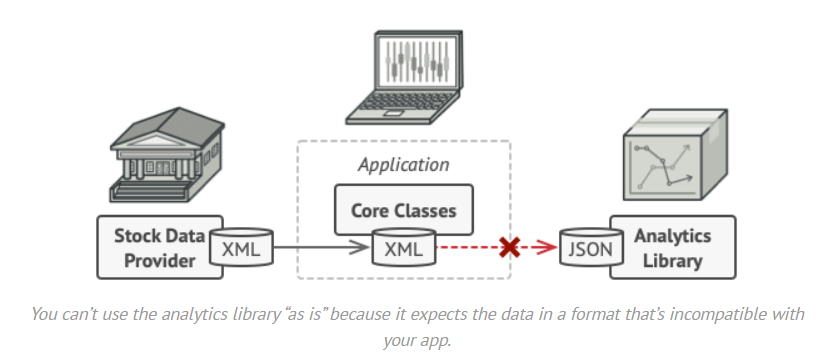 Application
Core Classes
Stock Data
Provider
XML
XML
JSON
Analytics
Library
You can’t use the analytics library “as is” because it expects the data in a format that’s incompatible with
your app.